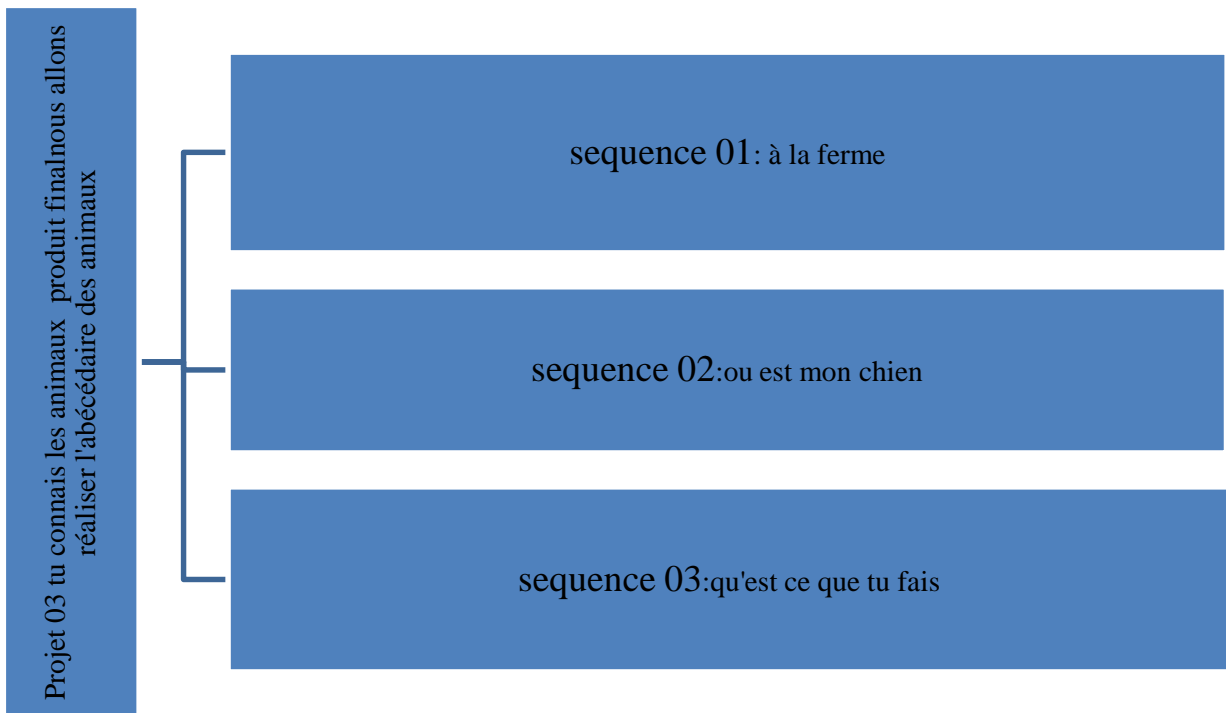 Projet 03 tu connais les animaux produit finalnous allons
réaliser l'abécédaire des animaux
sequence 01: à la ferme
sequence 02:ou est mon chien
sequence 03:qu'est ce que tu fais